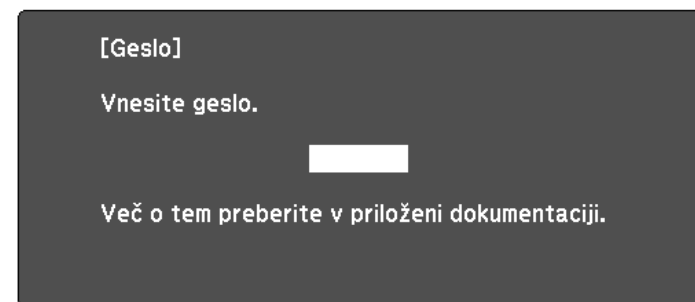 [Geslo]
Vnesite geslo.
Več o tem preberite v priloženi dokumentaciji.